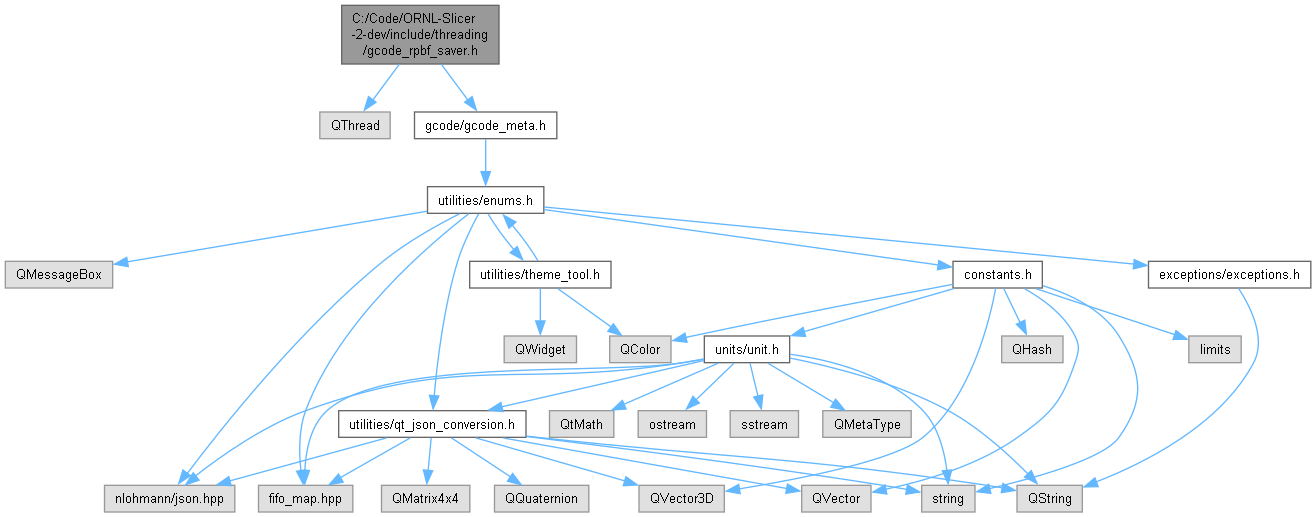 C:/Code/ORNL-Slicer
-2-dev/include/threading
/gcode_rpbf_saver.h
QThread
gcode/gcode_meta.h
utilities/enums.h
QMessageBox
utilities/theme_tool.h
constants.h
exceptions/exceptions.h
QWidget
QColor
units/unit.h
QHash
limits
utilities/qt_json_conversion.h
QtMath
ostream
sstream
QMetaType
nlohmann/json.hpp
fifo_map.hpp
QMatrix4x4
QQuaternion
QVector3D
QVector
string
QString